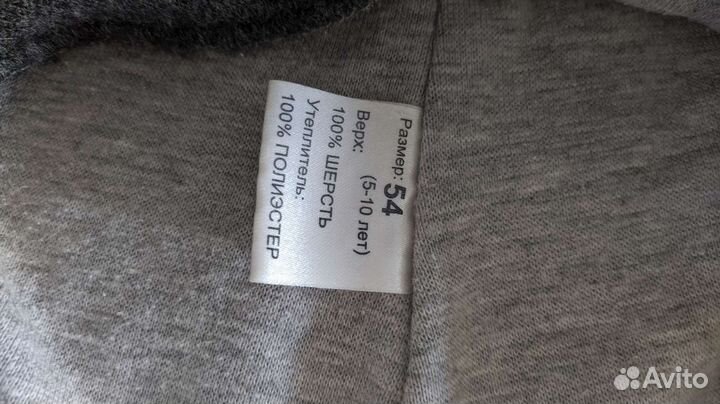 Размер: 54
(5-10 лет)
Верх:
100% ШЕРСТЬ
Утеплитель:
100% ПОЛИЭСТЕР
Avito